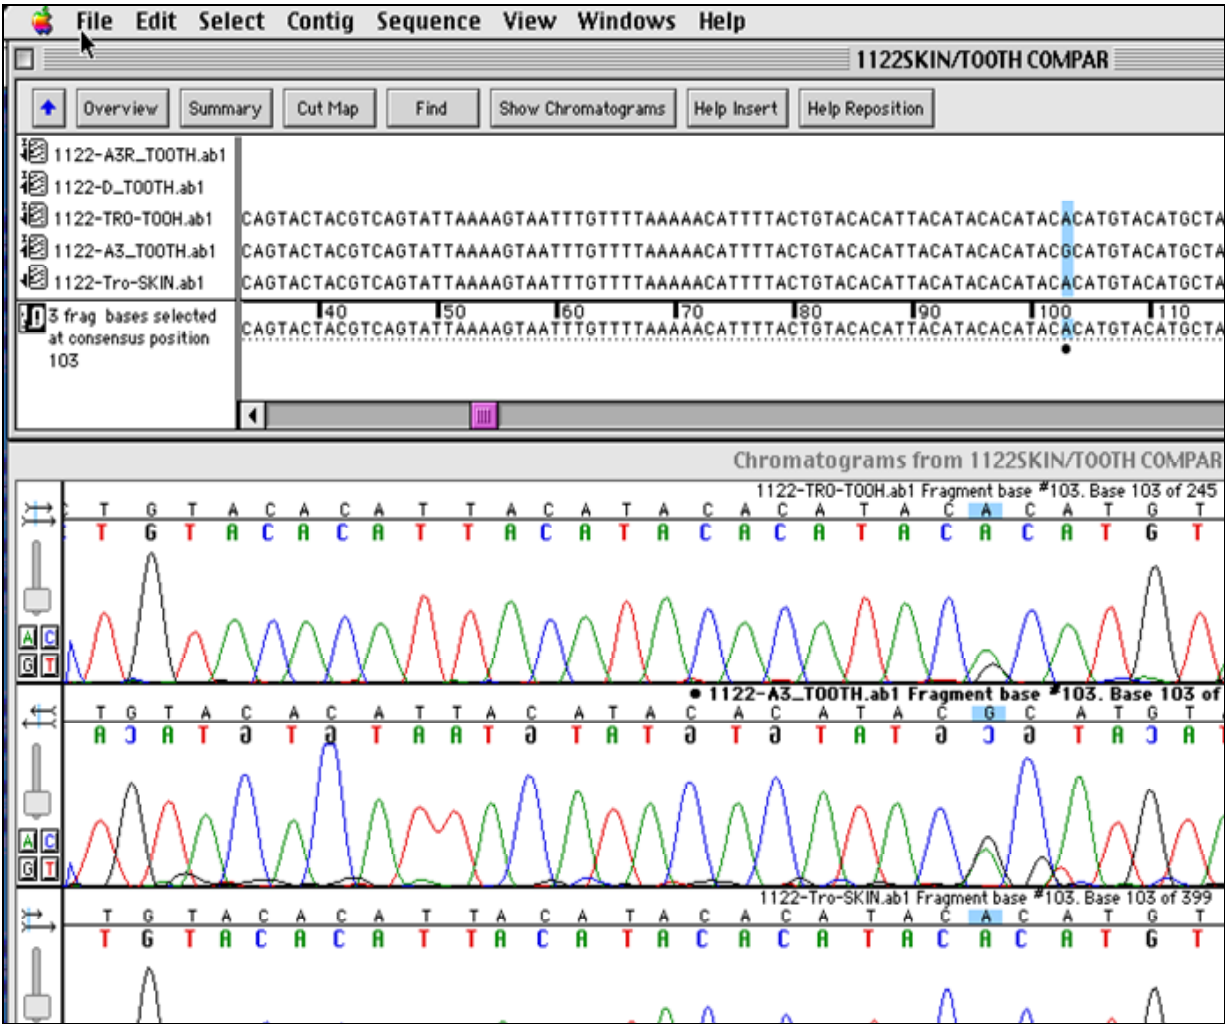 File Edit Select Contig Sequence View Windows Help
1122SKIN/TOOTH COMPAR
Overview Summary Cut Map Find Show Chromatograms Help Insert Help Reposition
1122-A3R_TOOTH.ab1
1122-D_TOOTH.ab1
1122-TRO-TOOH.ab1 CAGTACTACGTCAGTATTAAAAGTAATTTGTTTTAAAAACATTTTACTGTACACATTACATACACATACACATGTACATGCTA
1122-A3_TOOTH.ab1 CAGTACTACGTCAGTATTAAAAGTAATTTGTTTTAAAAACATTTTACTGTACACATTACATACACATACGCATGTACATGCTA
1122-Tro-SKIN.ab1 CAGTACTACGTCAGTATTAAAAGTAATTTGTTTTAAAAACATTTTACTGTACACATTACATACACATACACATGTACATGCTA
40 50 60 70 80 90 100 110
CAGTACTACGTCAGTATTAAAAGTAATTTGTTTTAAAAACATTTTACTGTACACATTACATACACATACACATGTACATGCTA
3 frag bases selected
at consensus position
103
Chromatograms from 1122SKIN/TOOTH COMPAR
1122-TRO-TOOH.ab1 Fragment base #103. Base 103 of 245
T G T A C A C A T T A C A T A C A C A T A C A C A T G T
T G T A C A C A T T A C A T A C A C A T A C A C A T G T
A C
G T
1122-A3_TOOTH.ab1 Fragment base #103. Base 103 of
T G T A C A C A T T A C A T A C A C A T A C G C A T G T
A C A T G T G T A A T G T A T G T G T A T G C G T A C A
A C
G T
1122-Tro-SKIN.ab1 Fragment base #103. Base 103 of 399
T G T A C A C A T T A C A T A C A C A T A C A C A T G T
T G T A C A C A T T A C A T A C A C A T A C A C A T G T